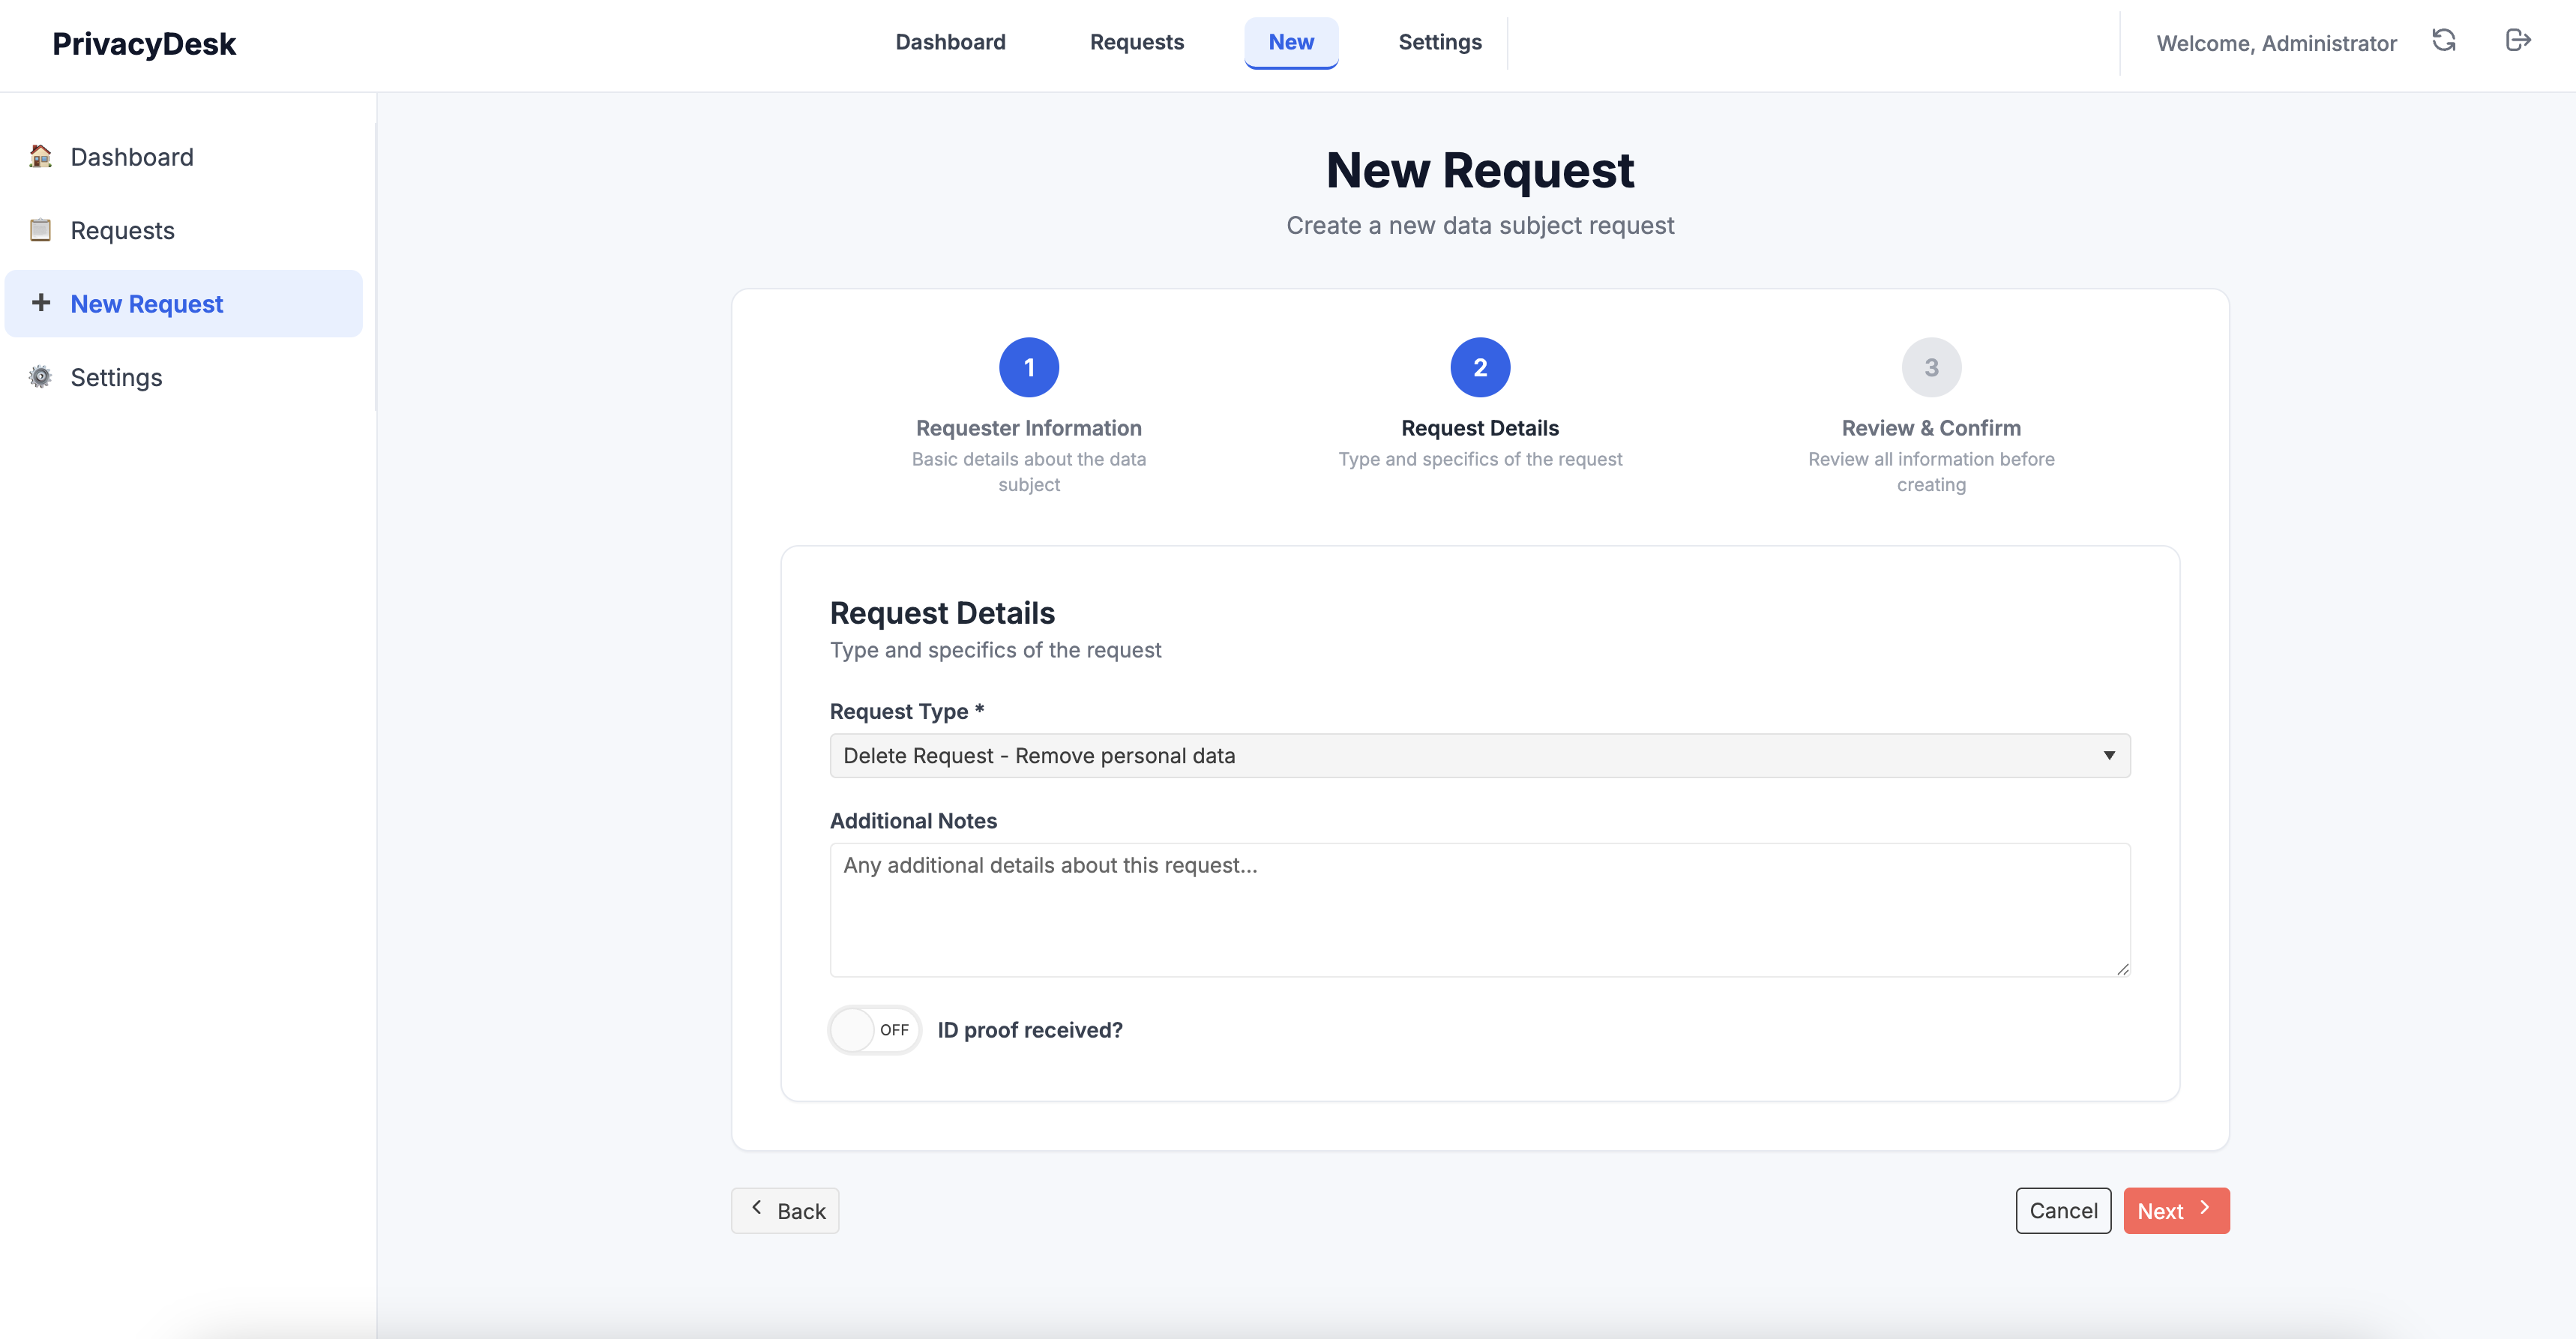 PrivacyDesk
Dashboard
Requests
New
Settings
Welcome, Administrator
Dashboard
Requests
New Request
Settings
New Request
Create a new data subject request
1
Requester Information
Basic details about the data
subject
2
Request Details
Type and specifics of the request
3
Review & Confirm
Review all information before
creating
Request Details
Type and specifics of the request
Request Type *
Delete Request - Remove personal data
Additional Notes
Any additional details about this request...
OFF
ID proof received?
Back
Cancel
Next